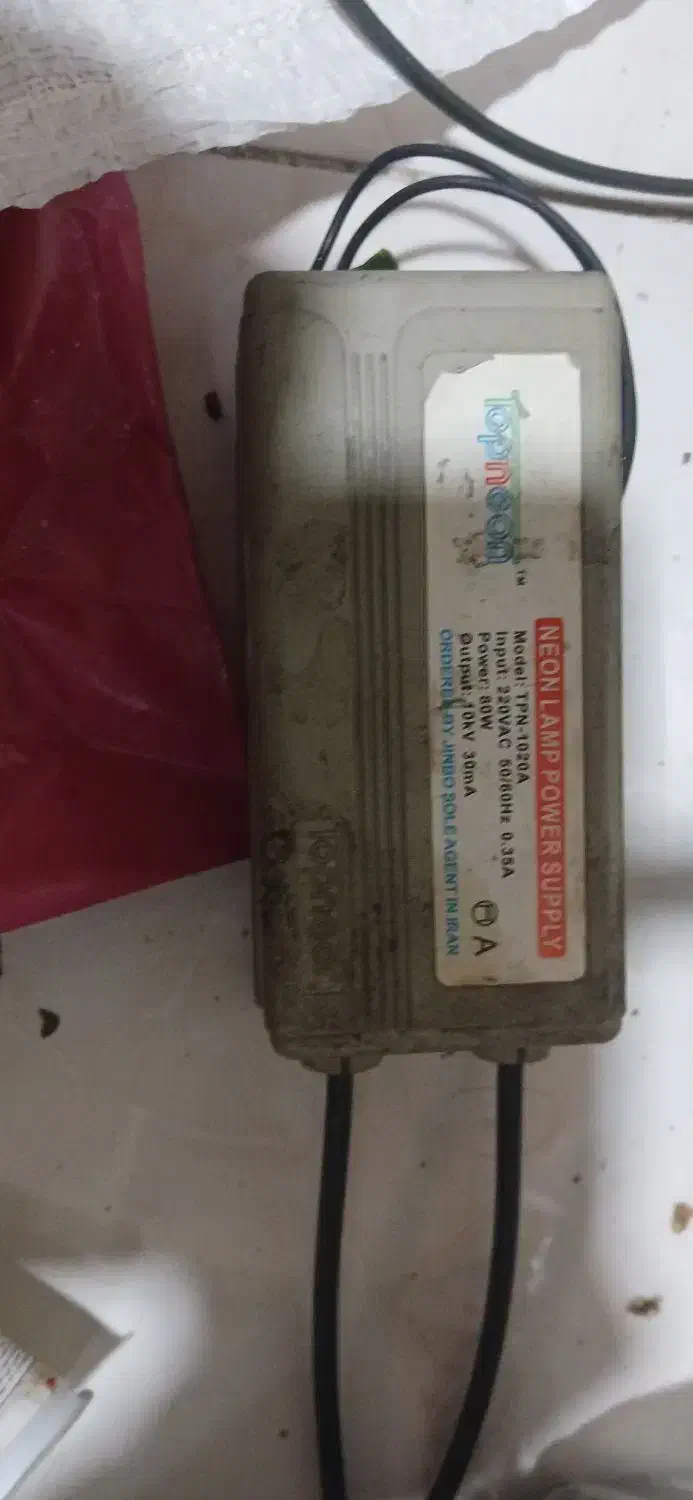 Topneon™
NEON LAMP POWER SUPPLY
Model: TPN-1020A
Input: 220VAC 50/60Hz 0.35A
Power: 80W
Output: 10kV 30mA
ORDERED BY JINBO SOLE AGENT IN IRAN
A
Topneon